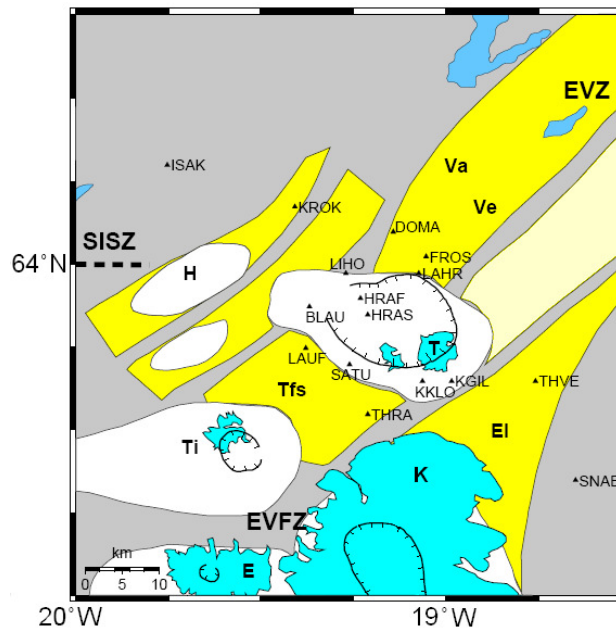 EVZ
Va
ISAK
Ve
KROK
DOMA
SISZ
FROS
64°N
H
LIHO
LAHR
HRAF
BLAU
HRAS
T
LAUF
SATU
KKLO
KGIL
THVE
Tfs
THRA
El
Ti
K
SNAE
EVFZ
km
E
0 5 10
20°W
19°W